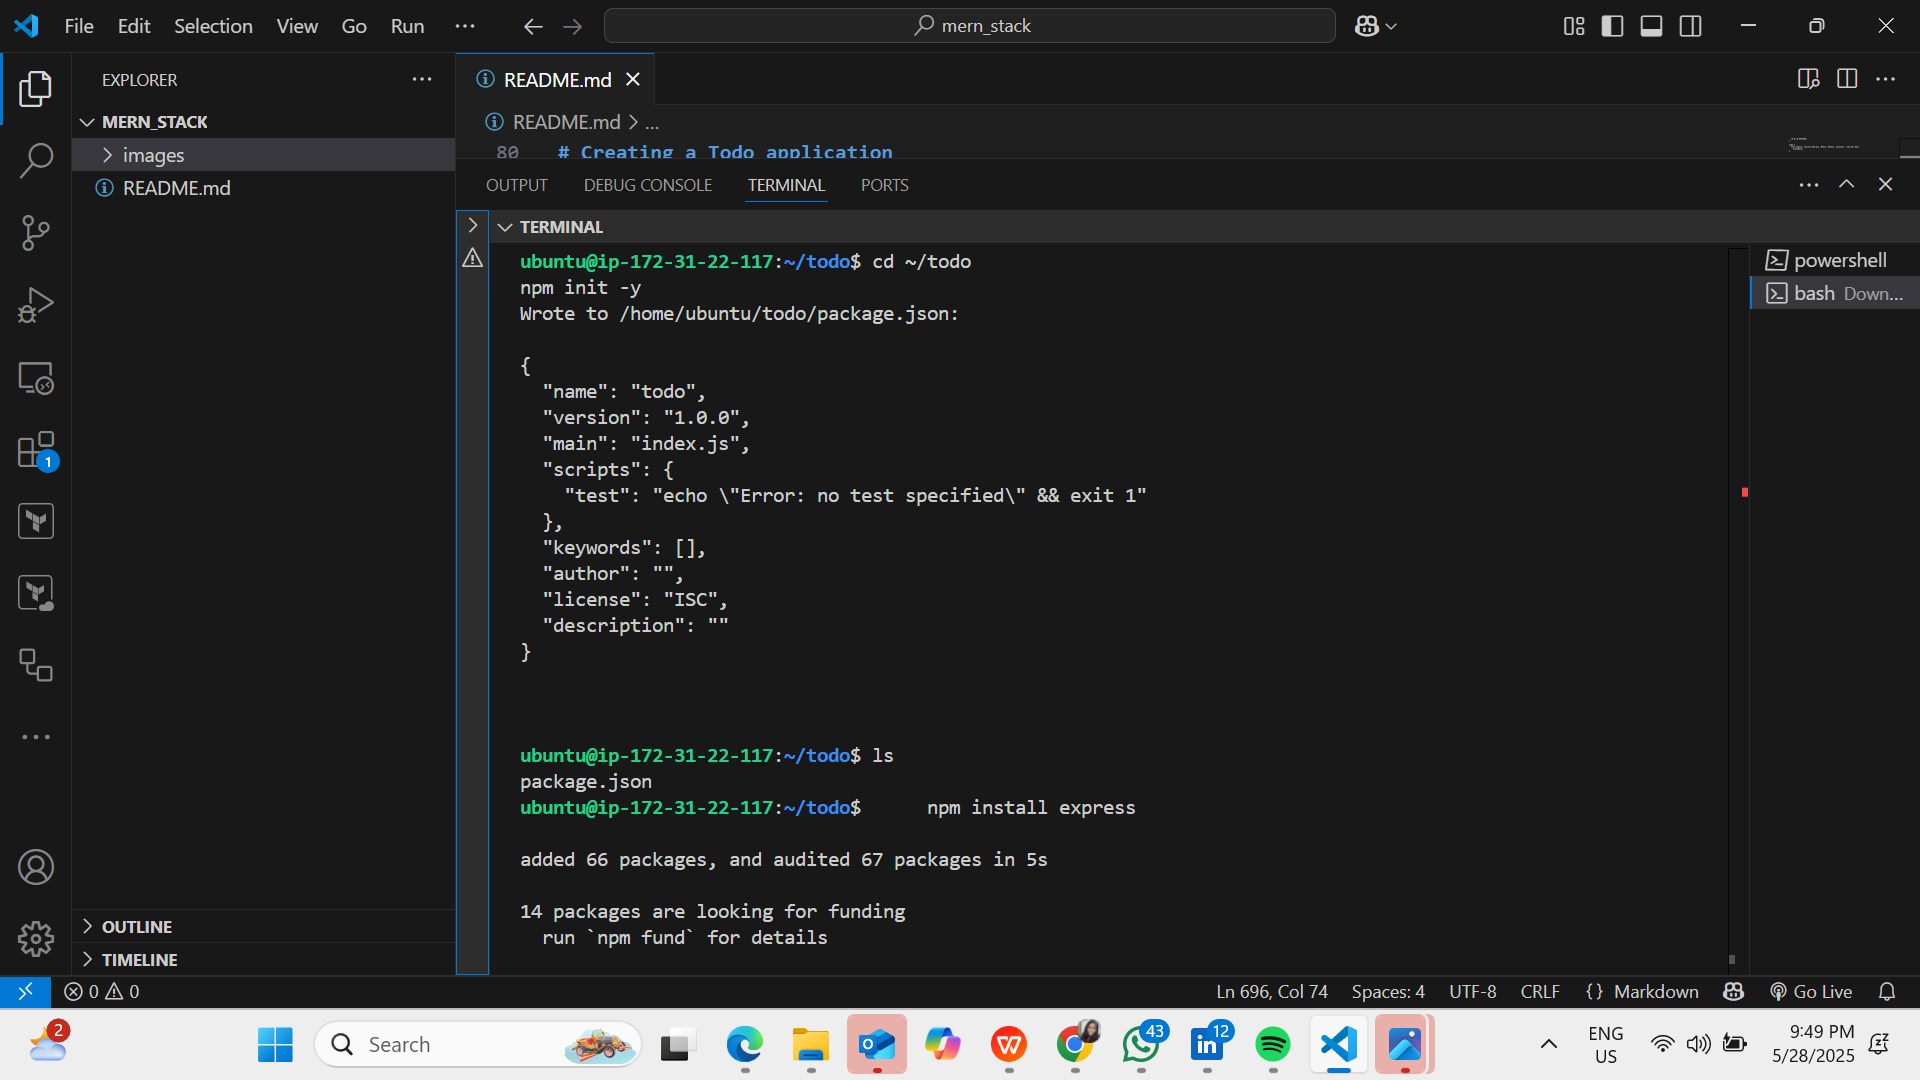 File Edit Selection View Go Run
mern_stack
EXPLORER
MERN_STACK
images
README.md
OUTLINE
TIMELINE
README.md
README.md > ...
80 # Creating a Todo application
OUTPUT DEBUG CONSOLE TERMINAL PORTS
TERMINAL
ubuntu@ip-172-31-22-117:~/todo$ cd ~/todo
npm init -y
Wrote to /home/ubuntu/todo/package.json:
{
"name": "todo",
"version": "1.0.0",
"main": "index.js",
"scripts": {
"test": "echo \"Error: no test specified\" && exit 1"
},
"keywords": [],
"author": "",
"license": "ISC",
"description": ""
}
ubuntu@ip-172-31-22-117:~/todo$ ls
package.json
ubuntu@ip-172-31-22-117:~/todo$ npm install express
added 66 packages, and audited 67 packages in 5s
14 packages are looking for funding
run `npm fund` for details
powershell
bash Down...
1
0 0
Ln 696, Col 74 Spaces: 4 UTF-8 CRLF {} Markdown Go Live
2
Search
43
12
ENG
US
9:49 PM
5/28/2025